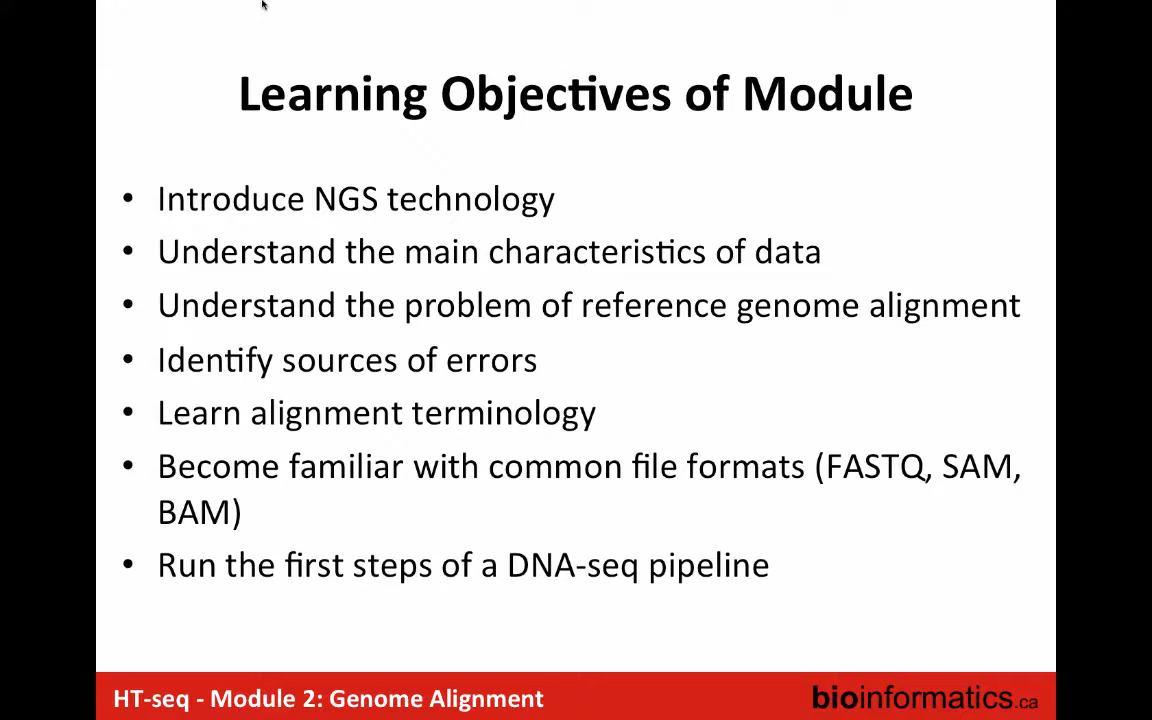 Learning Objectives of Module
• Introduce NGS technology
• Understand the main characteristics of data
• Understand the problem of reference genome alignment
• Identify sources of errors
• Learn alignment terminology
• Become familiar with common file formats (FASTQ, SAM,
BAM)
• Run the first steps of a DNA-seq pipeline
HT-seq - Module 2: Genome Alignment
bioinformatics.ca